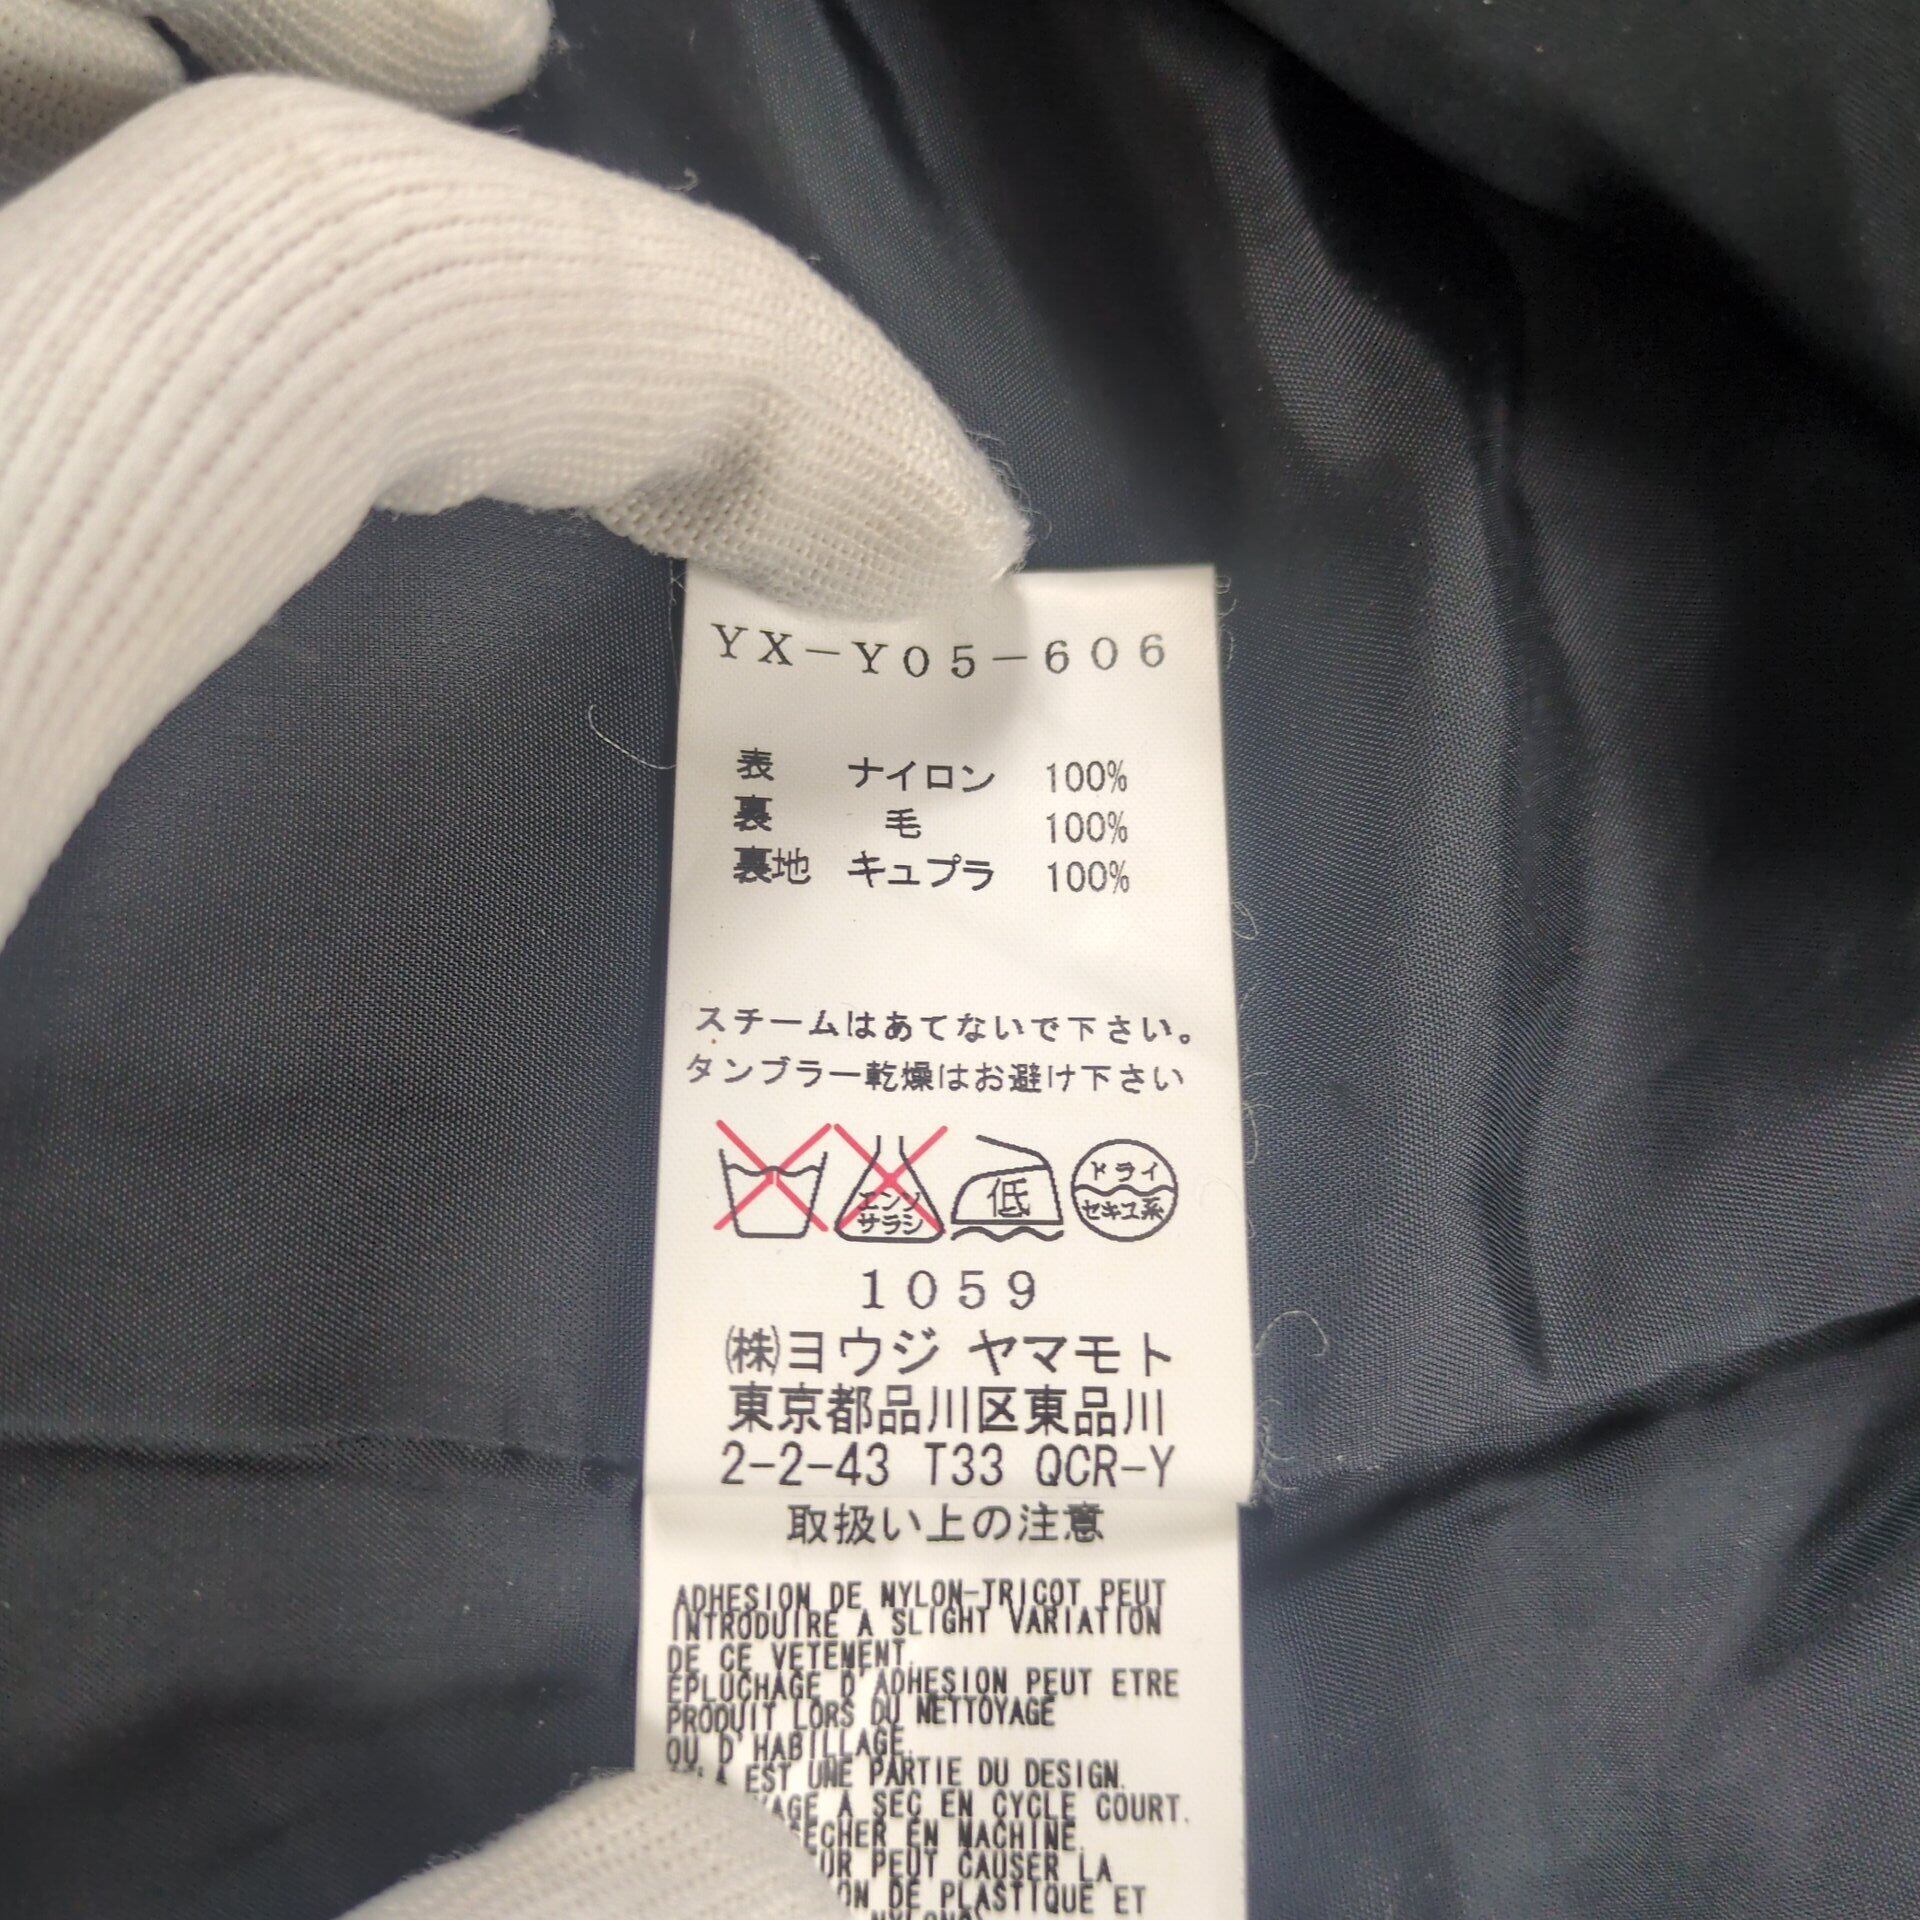 YX-Y05-606
表 ナイロン 100%
裏 毛 100%
裏地 キュプラ 100%
スチームはあてないで下さい。
タンブラー乾燥はお避け下さい
エンソ
サラシ
低
ドライ
セキユ系
1059
㈱ヨウジ ヤマモト
東京都品川区東品川
2-2-43 T33 QCR-Y
取扱い上の注意
ADHESION DE NYLON-TRICOT PEUT
INTRODUIRE A SLIGHT VARIATION
DE CE VETEMENT.
EPLUCHAGE D'ADHESION PEUT ETRE
PRODUIT LORS DU NETTOYAGE
OU D'HABILLAGE.
EST UNE PARTIE DU DESIGN.
A SEC EN CYCLE COURT.
SECHER EN MACHINE.
PEUT CAUSER LA
DE PLASTIQUE ET